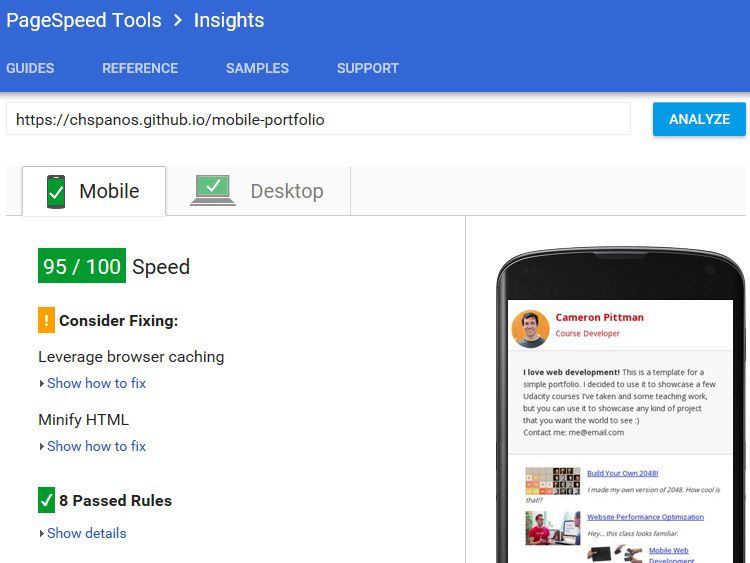 PageSpeed Tools > Insights
GUIDES REFERENCE SAMPLES SUPPORT
https://chspanos.github.io/mobile-portfolio ANALYZE
Mobile Desktop
95 / 100 Speed
! Consider Fixing:
Leverage browser caching
Show how to fix
Minify HTML
Show how to fix
8 Passed Rules
Show details
Cameron Pittman
Course Developer
I love web development! This is a template for a
simple portfolio. I decided to use it to showcase a few
Udacity courses I've taken and some teaching work,
but you can use it to showcase any kind of project
that you want the world to see :)
Contact me: me@email.com
Build Your Own 2048!
I made my own version of 2048. How cool is
that!?
Website Performance Optimization
Hey... this class looks familiar.
Mobile Web
Development